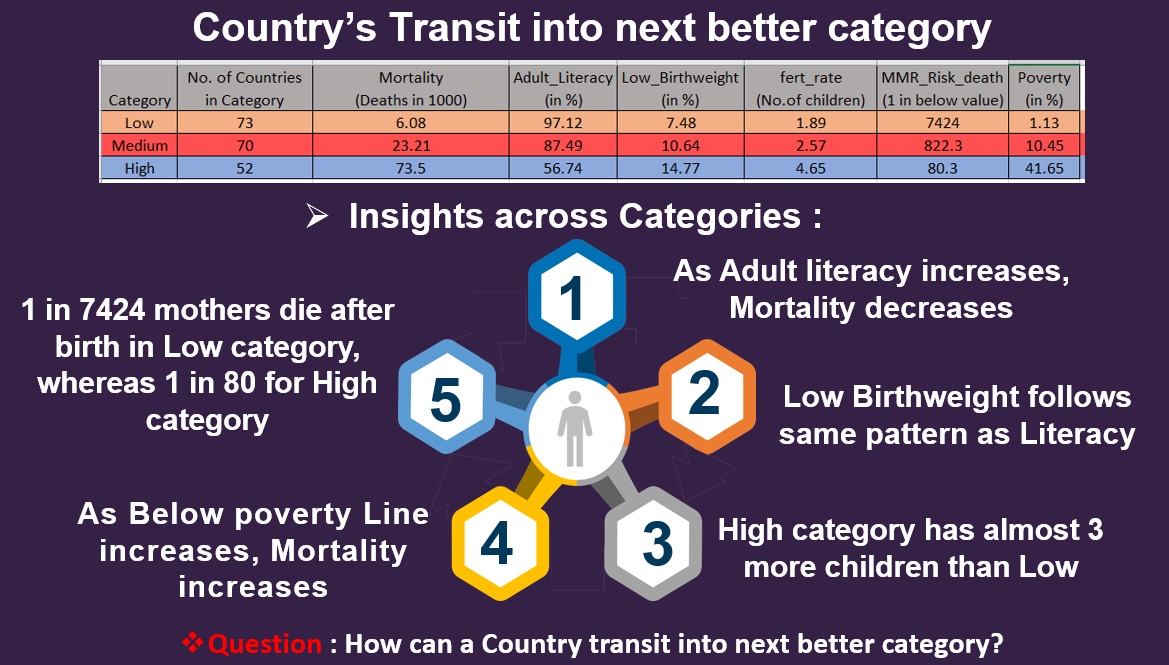 Country's Transit into next better category
Category No. of Countries in Category Mortality (Deaths in 1000) Adult_Literacy (in %) Low_Birthweight (in %) fert_rate (No.of children) MMR_Risk_death (1 in below value) Poverty (in %)
Low 73 6.08 97.12 7.48 1.89 7424 1.13
Medium 70 23.21 87.49 10.64 2.57 822.3 10.45
High 52 73.5 56.74 14.77 4.65 80.3 41.65
➢ Insights across Categories :
1
As Adult literacy increases,
Mortality decreases
2
Low Birthweight follows
same pattern as Literacy
3
High category has almost 3
more children than Low
4
As Below poverty Line
increases, Mortality
increases
5
1 in 7424 mothers die after
birth in Low category,
whereas 1 in 80 for High
category
❖Question : How can a Country transit into next better category?